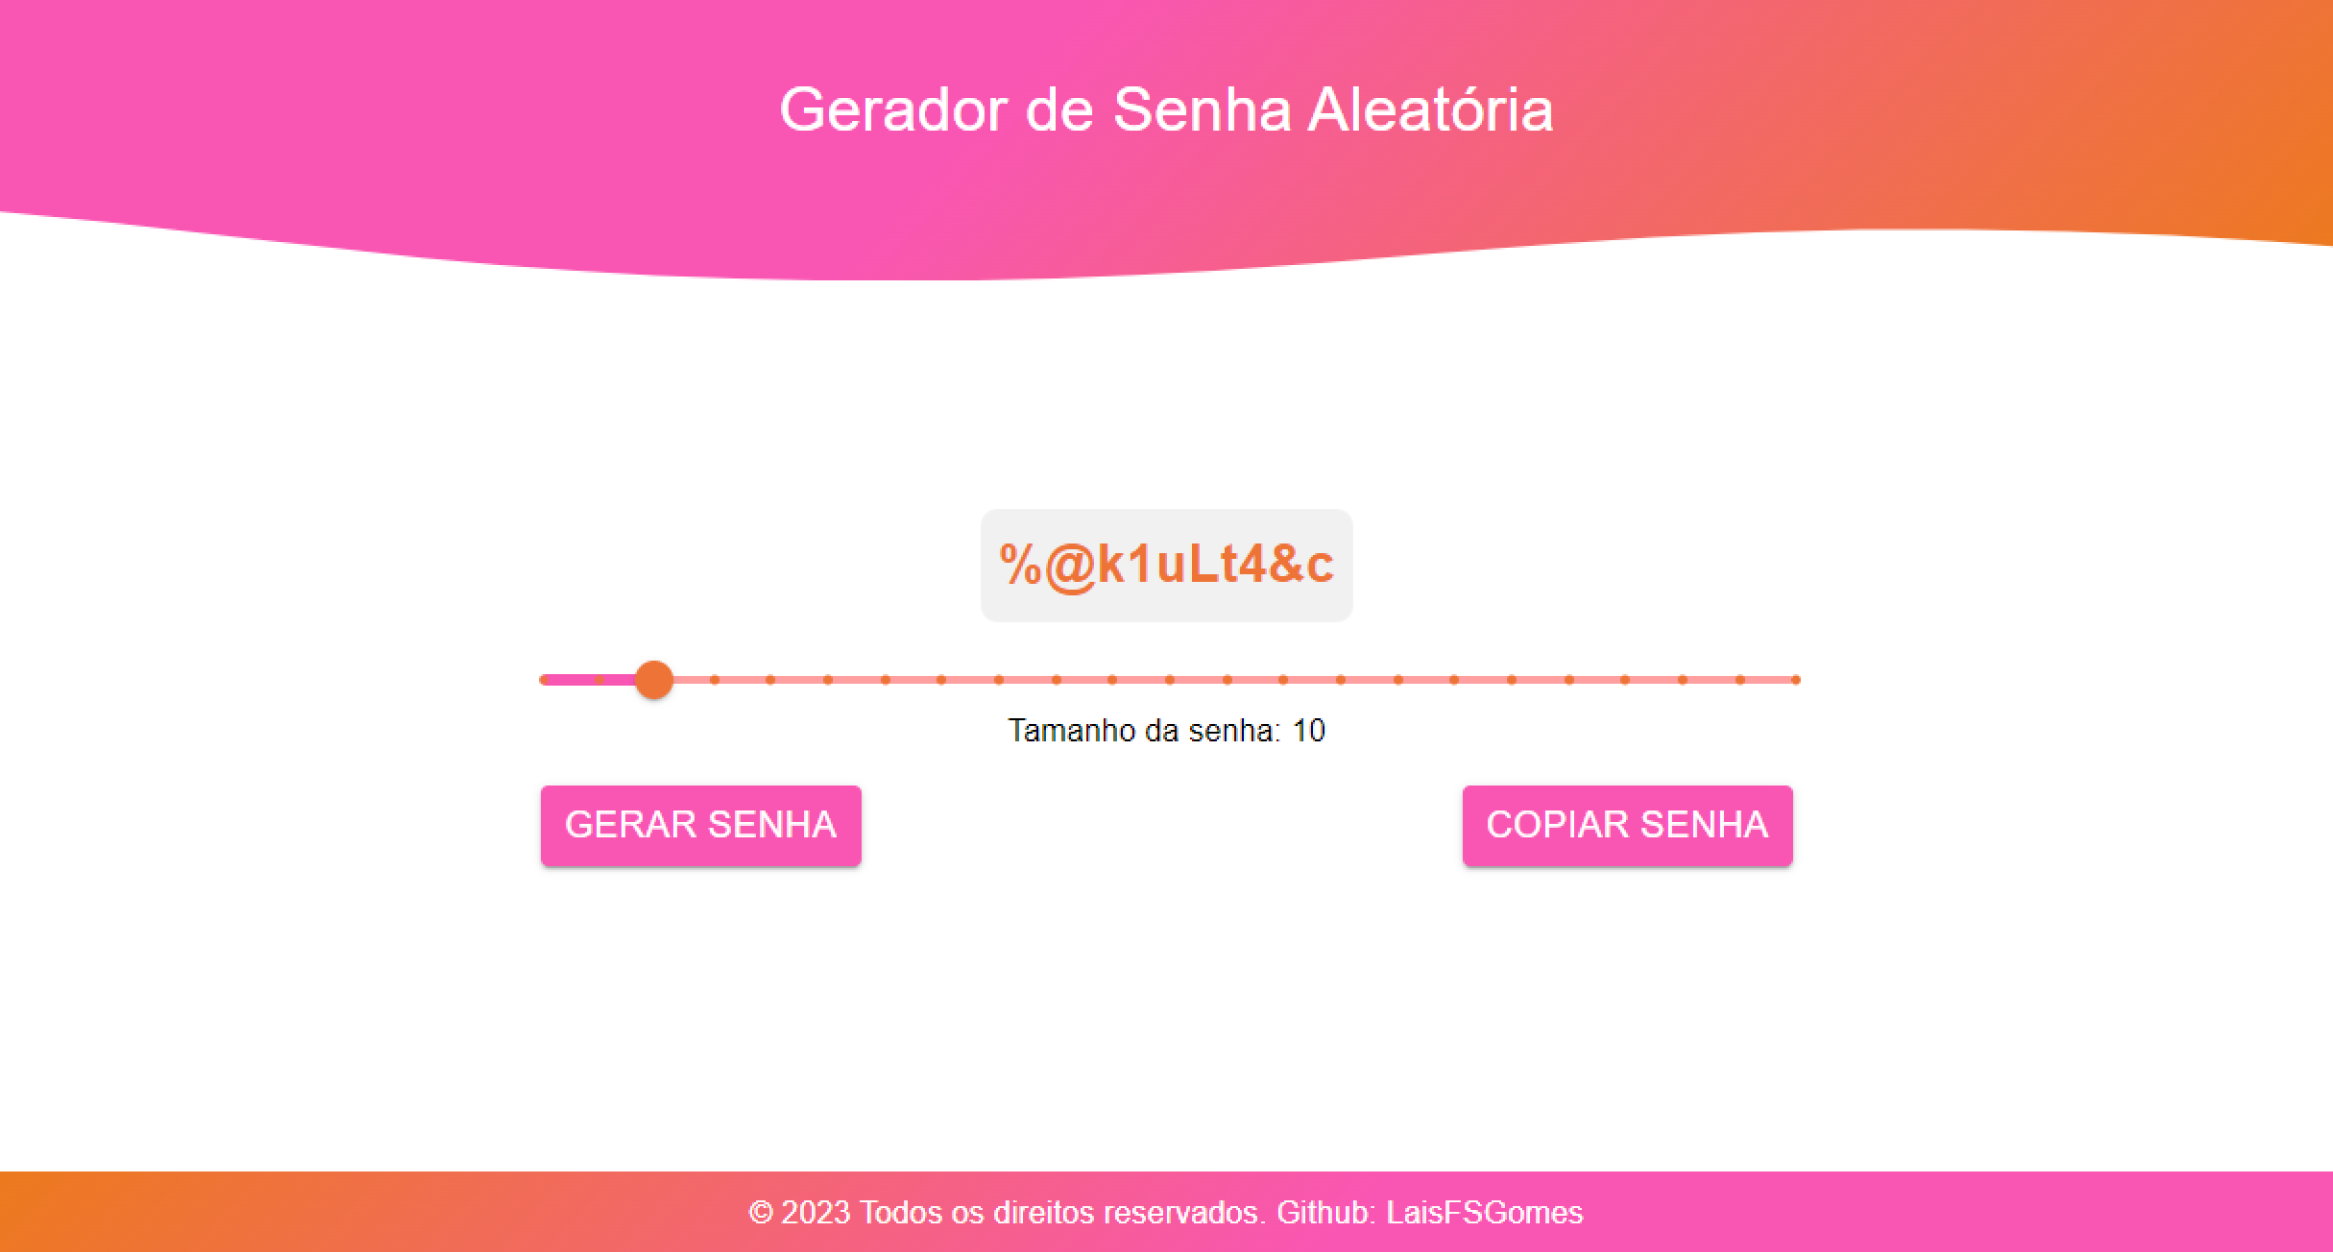 Gerador de Senha Aleatória
%@k1uLt4&c
Tamanho da senha: 10
GERAR SENHA
COPIAR SENHA
© 2023 Todos os direitos reservados. Github: LaisFSGomes